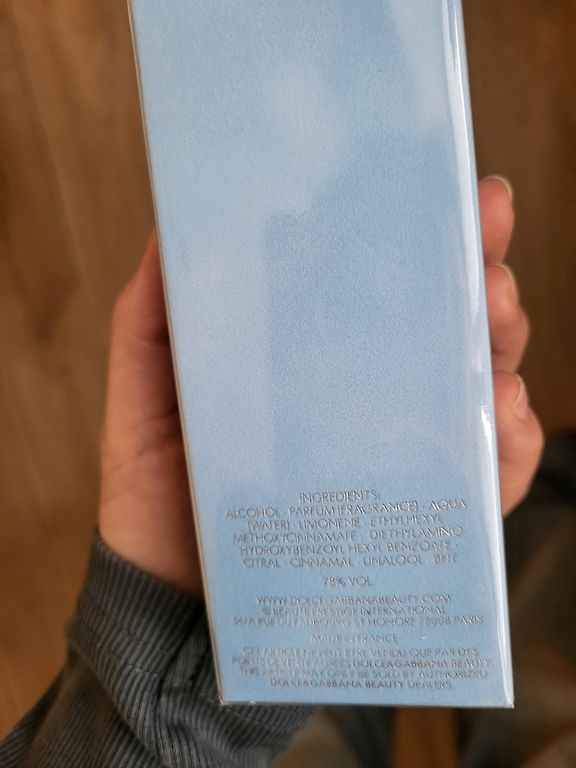 INGREDIENTS:
ALCOHOL · PARFUM (FRAGRANCE) · AQUA
(WATER) · LIMONENE · ETHYLHEXYL
METHOXYCINNAMATE · DIETHYLAMINO
HYDROXYBENZOYL HEXYL BENZOATE ·
CITRAL · CINNAMAL · LINALOOL · BHT
78% VOL.
WWW.DOLCEGABBANABEAUTY.COM
© BEAUTE PRESTIGE INTERNATIONAL
56/A RUE DU FAUBOURG ST HONORE 75008 PARIS
MADE IN FRANCE
CET ARTICLE NE PEUT ÊTRE VENDU QUE PAR DES
POINTS DE VENTE AGRÉÉS DOLCE&GABBANA BEAUTY.
THIS ARTICLE MAY ONLY BE SOLD BY AUTHORIZED
DOLCE&GABBANA BEAUTY DEALERS.